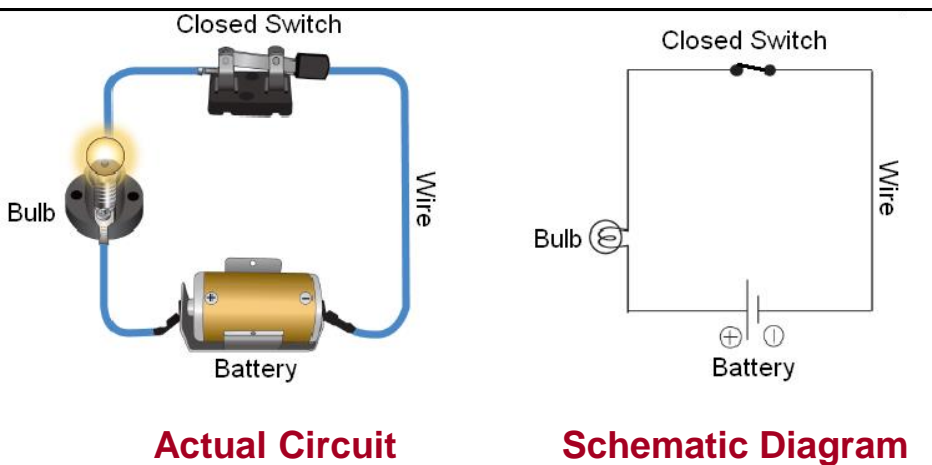 Closed Switch
Bulb
Wire
+
−
Battery
Actual Circuit
Closed Switch
Bulb
Wire
+
−
Battery
Schematic Diagram